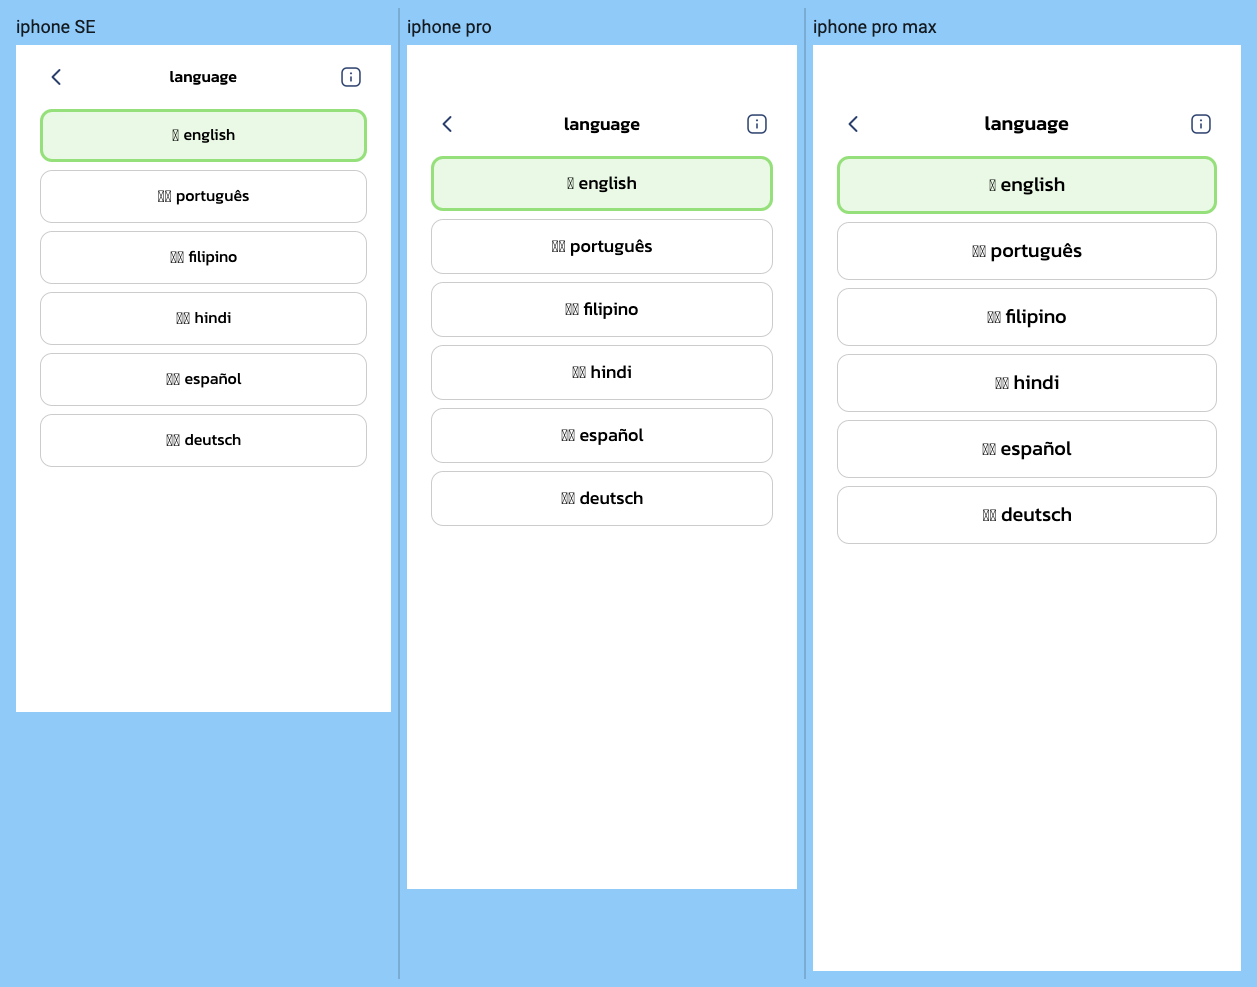 iphone SE
language
english
português
filipino
hindi
español
deutsch
iphone pro
language
english
português
filipino
hindi
español
deutsch
iphone pro max
language
english
português
filipino
hindi
español
deutsch